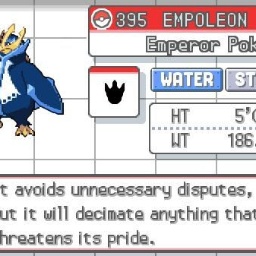 395 EMPOLEON
Emperor Pok
WATER ST
HT 5'0
WT 186.
t avoids unnecessary disputes,
ut it will decimate anything that
hreatens its pride.